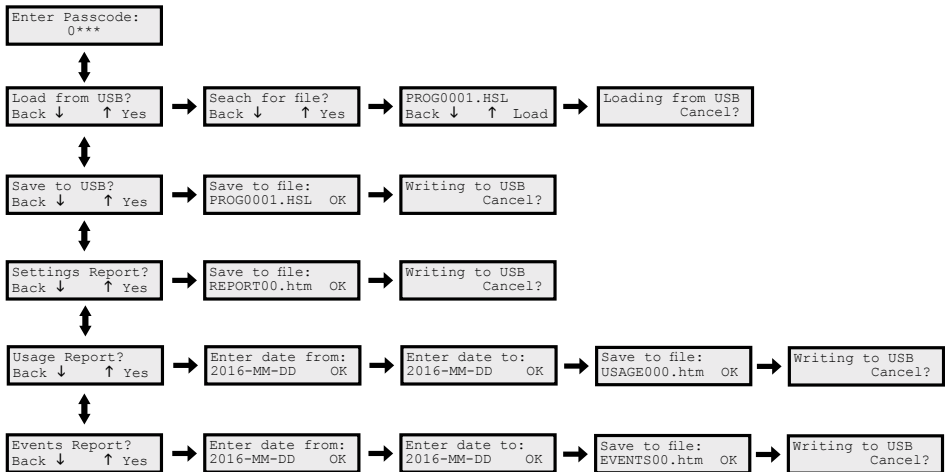 Enter Passcode:
0***
Load from USB?
Back ↓ ↑ Yes
Seach for file?
Back ↓ ↑ Yes
PROG0001.HSL
Back ↓ ↑ Load
Loading from USB
Cancel?
Save to USB?
Back ↓ ↑ Yes
Save to file:
PROG0001.HSL OK
Writing to USB
Cancel?
Settings Report?
Back ↓ ↑ Yes
Save to file:
REPORT00.htm OK
Writing to USB
Cancel?
Usage Report?
Back ↓ ↑ Yes
Enter date from:
2016-MM-DD OK
Enter date to:
2016-MM-DD OK
Save to file:
USAGE000.htm OK
Writing to USB
Cancel?
Events Report?
Back ↓ ↑ Yes
Enter date from:
2016-MM-DD OK
Enter date to:
2016-MM-DD OK
Save to file:
EVENTS00.htm OK
Writing to USB
Cancel?